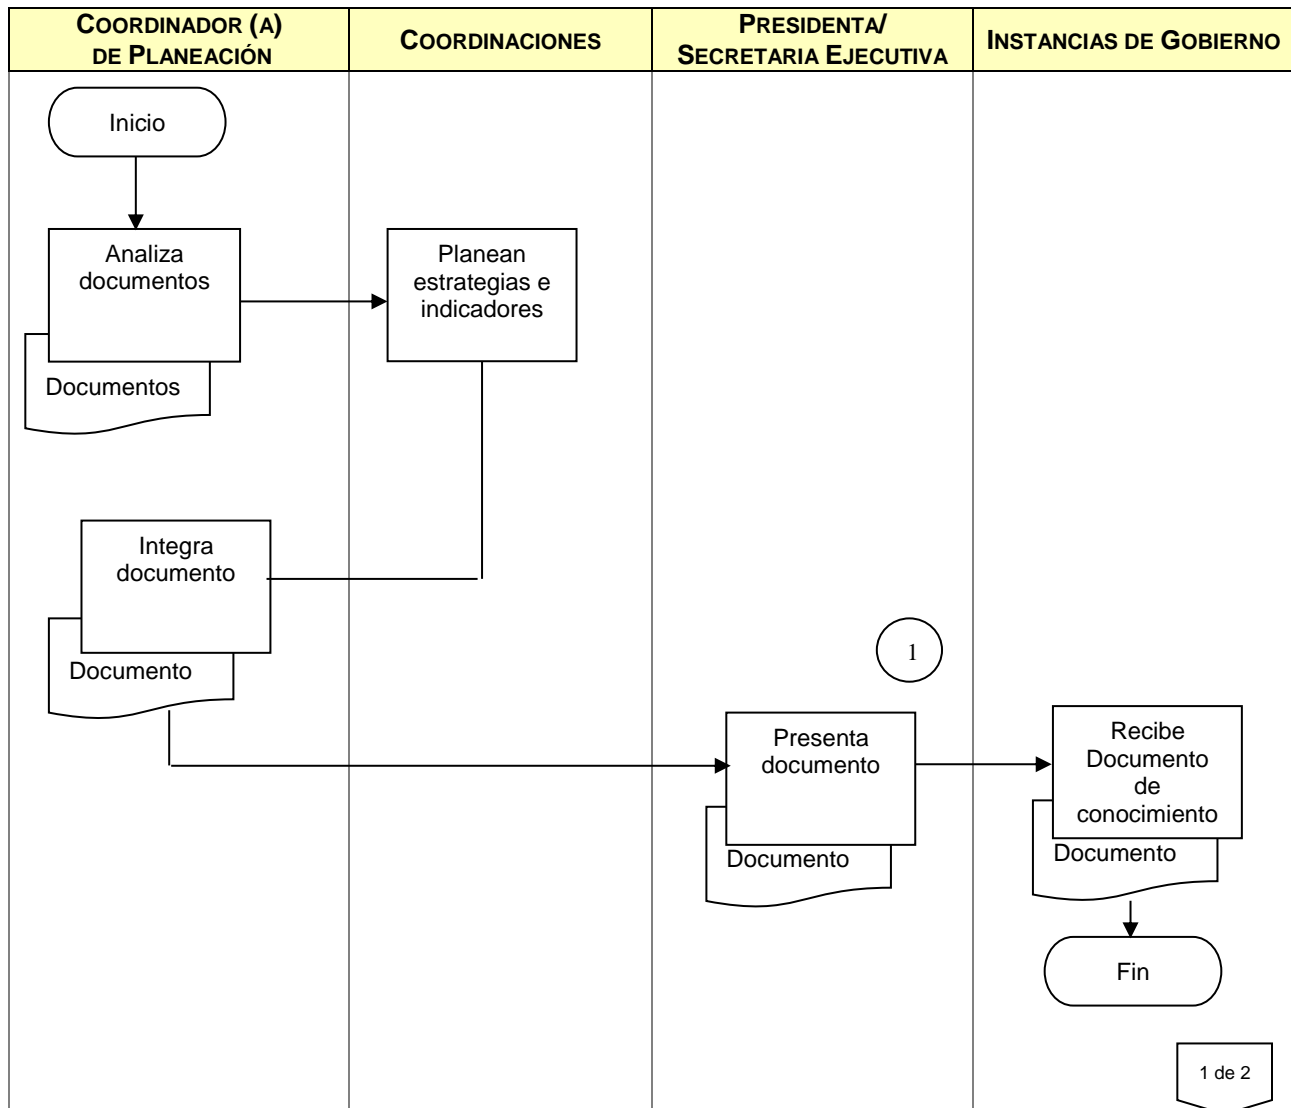 COORDINADOR (A)
DE PLANEACIÓN
COORDINACIONES
PRESIDENTA/
SECRETARIA EJECUTIVA
INSTANCIAS DE GOBIERNO
Inicio
Analiza
documentos
Documentos
Planean
estrategias e
indicadores
Integra
documento
Documento
1
Presenta
documento
Documento
Recibe
Documento
de
conocimiento
Documento
Fin
1 de 2